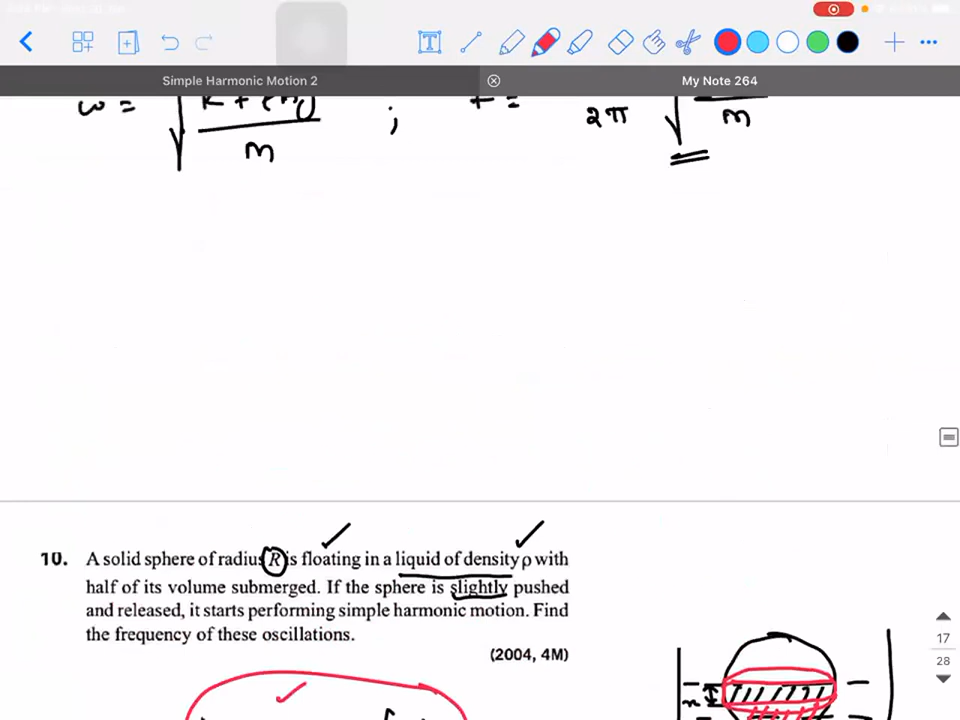 Simple Harmonic Motion 2
My Note 264
ω =
m
;
2π
m
10. A solid sphere of radius R is floating in a liquid of density ρ with
half of its volume submerged. If the sphere is slightly pushed
and released, it starts performing simple harmonic motion. Find
the frequency of these oscillations.
(2004, 4M)
x
17
28